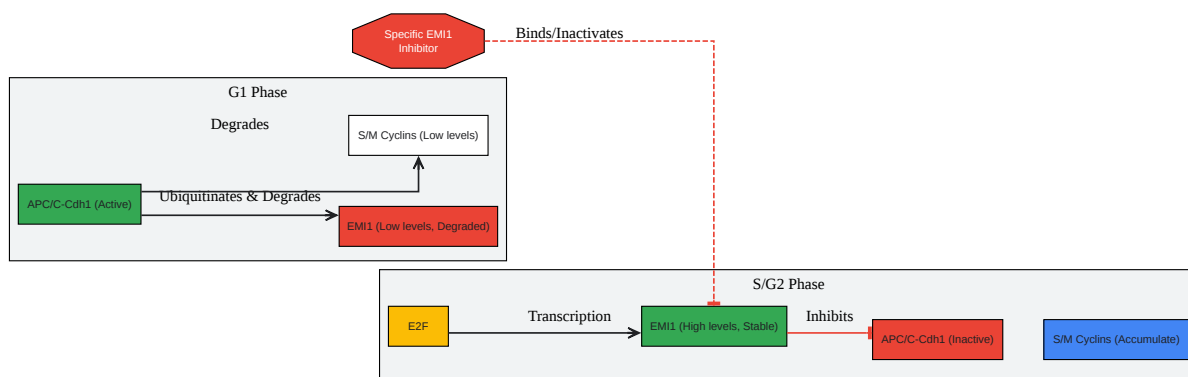 Specific EMI1
Inhibitor
Binds/Inactivates
G1 Phase
Degrades
S/M Cyclins (Low levels)
APC/C-Cdh1 (Active)
Ubiquitinates & Degrades
EMI1 (Low levels, Degraded)
S/G2 Phase
E2F
Transcription
EMI1 (High levels, Stable)
Inhibits
APC/C-Cdh1 (Inactive)
S/M Cyclins (Accumulate)